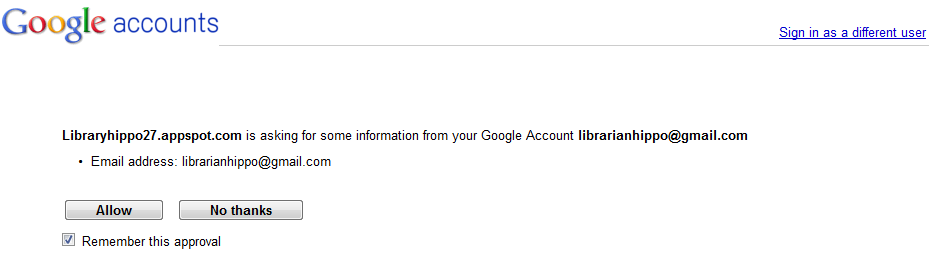 Google accounts
Sign in as a different user
Libraryhippo27.appspot.com is asking for some information from your Google Account librarianhippo@gmail.com
• Email address: librarianhippo@gmail.com
Allow No thanks
Remember this approval